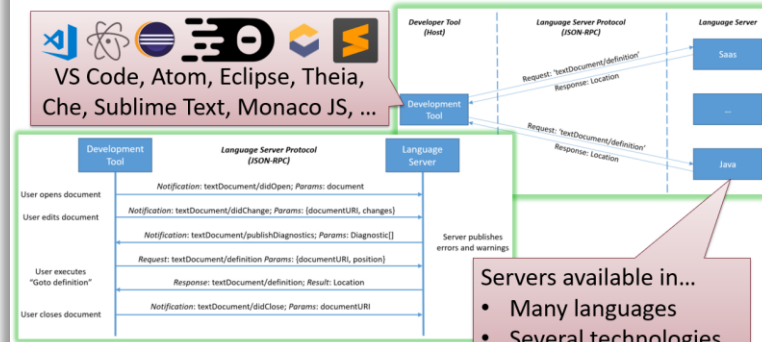 VS Code, Atom, Eclipse, Theia,
Che, Sublime Text, Monaco JS, ...
Developer Tool
(Host)
Language Server Protocol
(JSON-RPC)
Language Server
Saas
Request: 'textDocument/definition'
Response: Location
Development
Tool
...
Request: 'textDocument/definition'
Response: Location
Java
Development
Tool
Language Server Protocol
(JSON-RPC)
Language
Server
User opens document
Notification: textDocument/didOpen; Params: document
User edits document
Notification: textDocument/didChange; Params: {documentURI, changes}
Notification: textDocument/publishDiagnostics; Params: Diagnostic[]
Server publishes
errors and warnings
Request: textDocument/definition Params: {documentURI, position}
User executes
"Goto definition"
Response: textDocument/definition; Result: Location
User closes document
Notification: textDocument/didClose; Params: documentURI
Servers available in...
• Many languages
• Several technologies